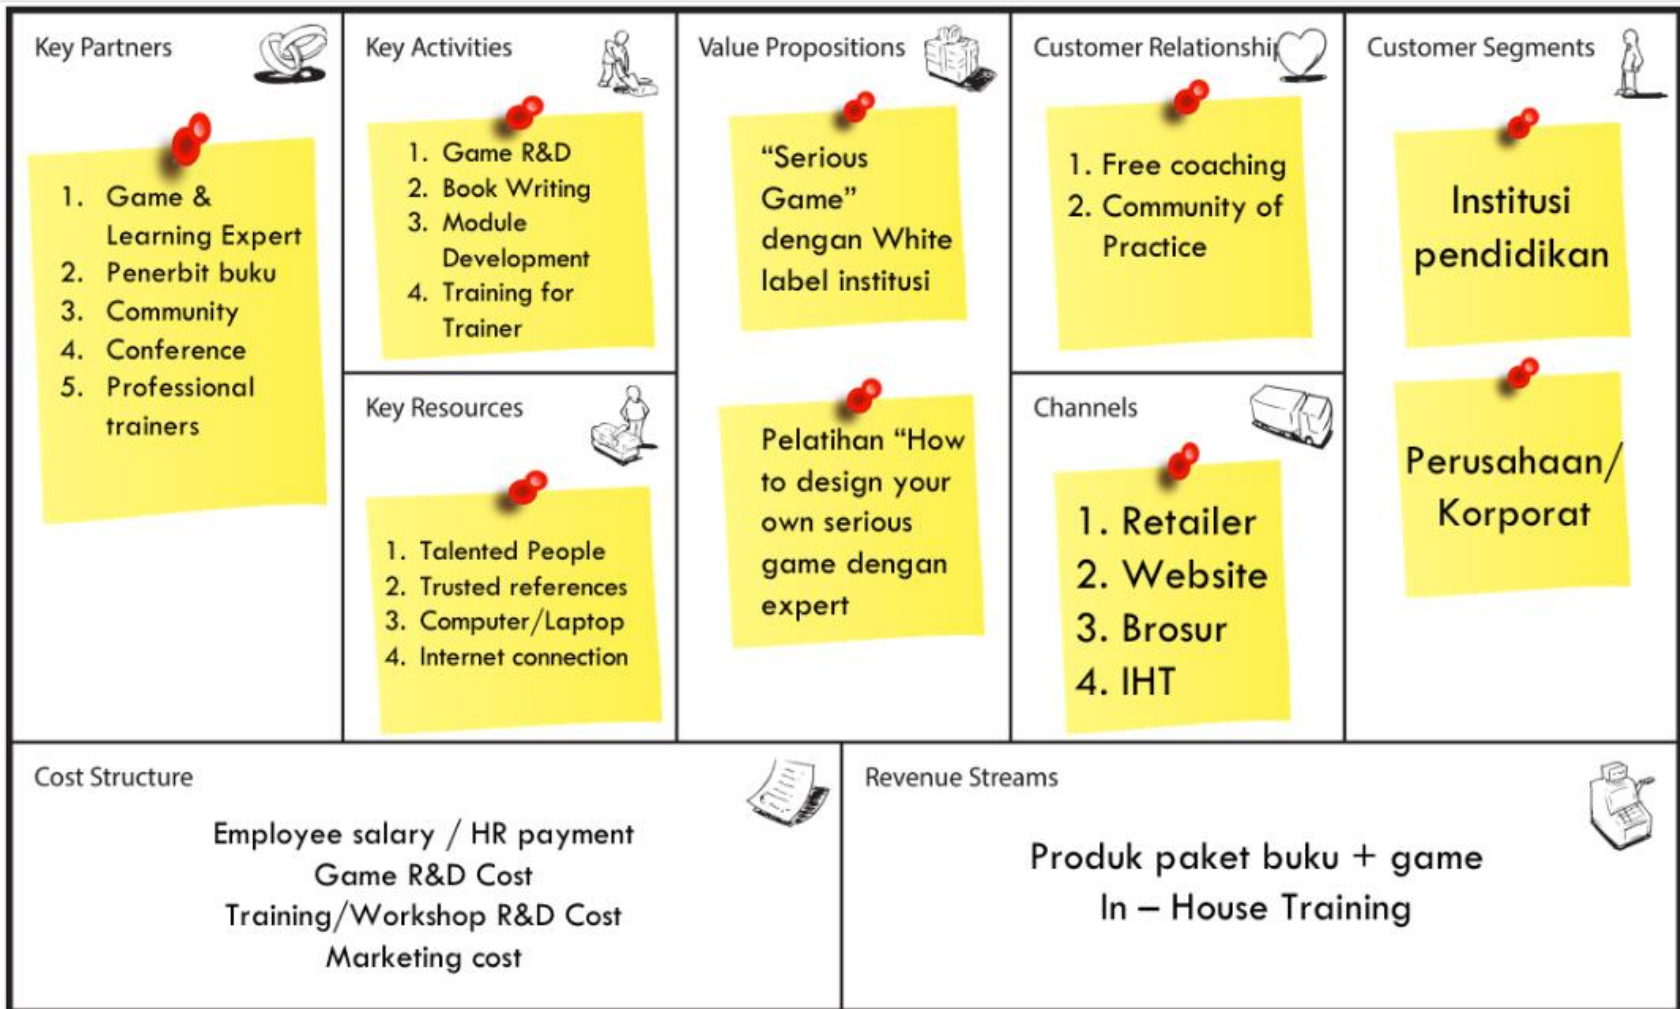 Key Partners
1. Game &
Learning Expert
2. Penerbit buku
3. Community
4. Conference
5. Professional
trainers
Key Activities
1. Game R&D
2. Book Writing
3. Module
Development
4. Training for
Trainer
Key Resources
1. Talented People
2. Trusted references
3. Computer/Laptop
4. Internet connection
Value Propositions
“Serious
Game”
dengan White
label institusi
Pelatihan “How
to design your
own serious
game dengan
expert
Customer Relationship
1. Free coaching
2. Community of
Practice
Channels
1. Retailer
2. Website
3. Brosur
4. IHT
Customer Segments
Institusi
pendidikan
Perusahaan/
Korporat
Cost Structure
Employee salary / HR payment
Game R&D Cost
Training/Workshop R&D Cost
Marketing cost
Revenue Streams
Produk paket buku + game
In – House Training